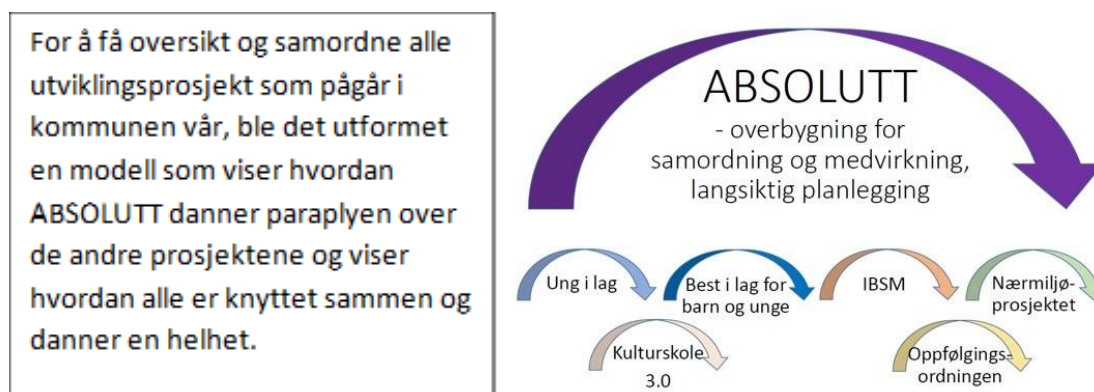 For å få oversikt og samordne alle
utviklingsprosjekt som pågår i
kommunen vår, ble det utformet
en modell som viser hvordan
ABSOLUTT danner paraplyen over
de andre prosjektene og viser
hvordan alle er knyttet sammen og
danner en helhet.
ABSOLUTT
- overbygning for
samordning og medvirkning,
langsiktig planlegging
Ung i lag
Best i lag for
barn og unge
IBSM
Nærmiljø-
prosjektet
Kulturskole
3.0
Oppfølgings-
ordningen